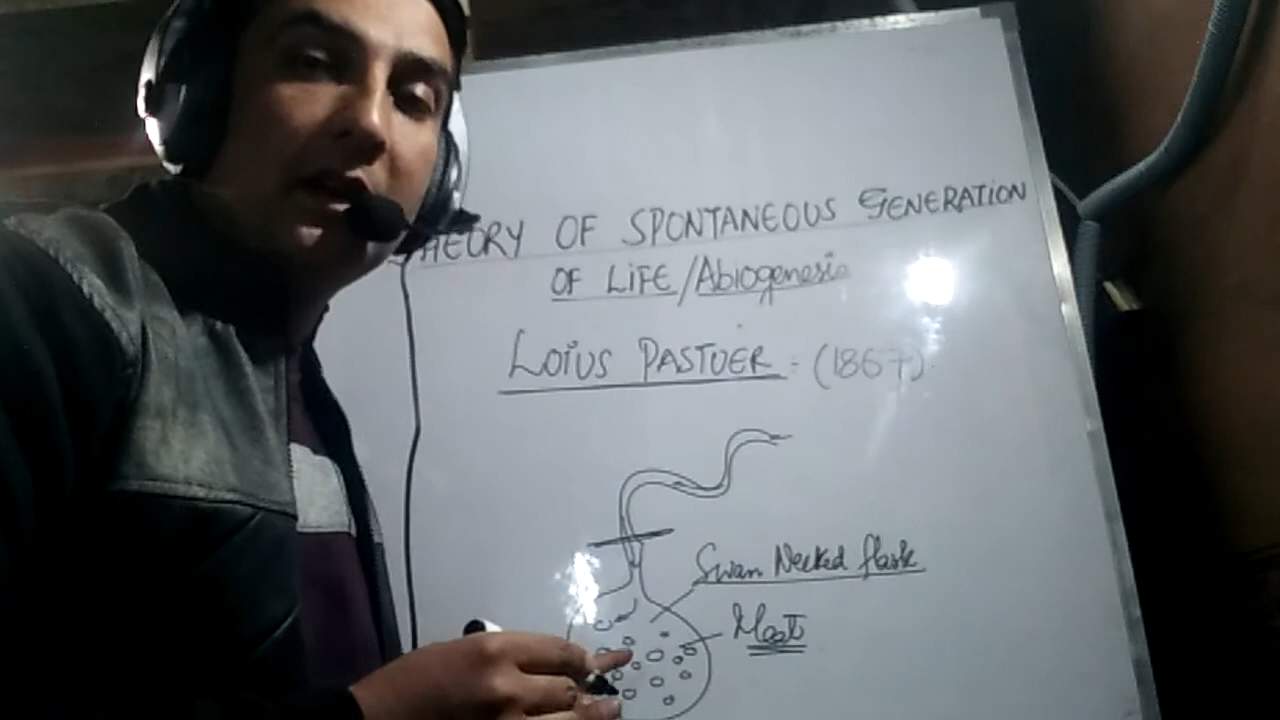 THEORY OF SPONTANEOUS GENERATION
OF LiFE/Abiogenesis
LOiUS PASTUER:- (1867)
Swan Necked flask
Meat